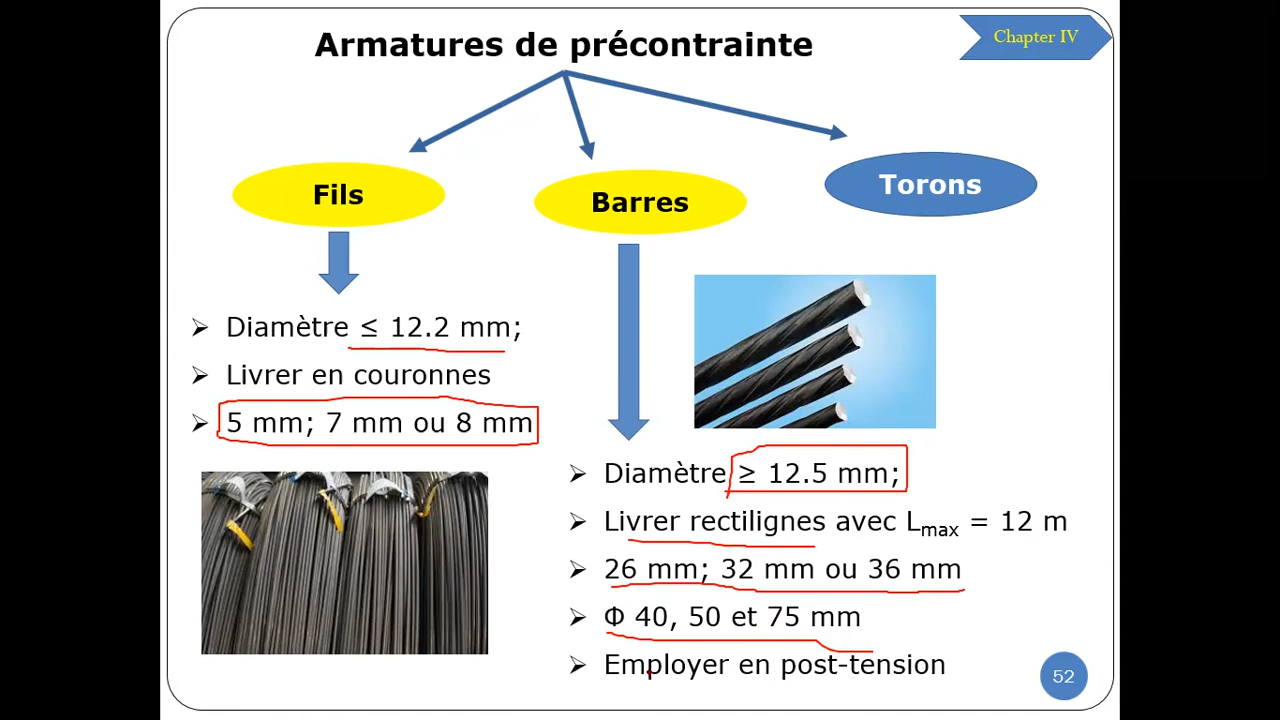 Armatures de précontrainte
Chapter IV
Fils
Barres
Torons
Diamètre ≤ 12.2 mm;
Livrer en couronnes
5 mm; 7 mm ou 8 mm
Diamètre ≥ 12.5 mm;
Livrer rectilignes avec Lmax = 12 m
26 mm; 32 mm ou 36 mm
Φ 40, 50 et 75 mm
Employer en post-tension
52